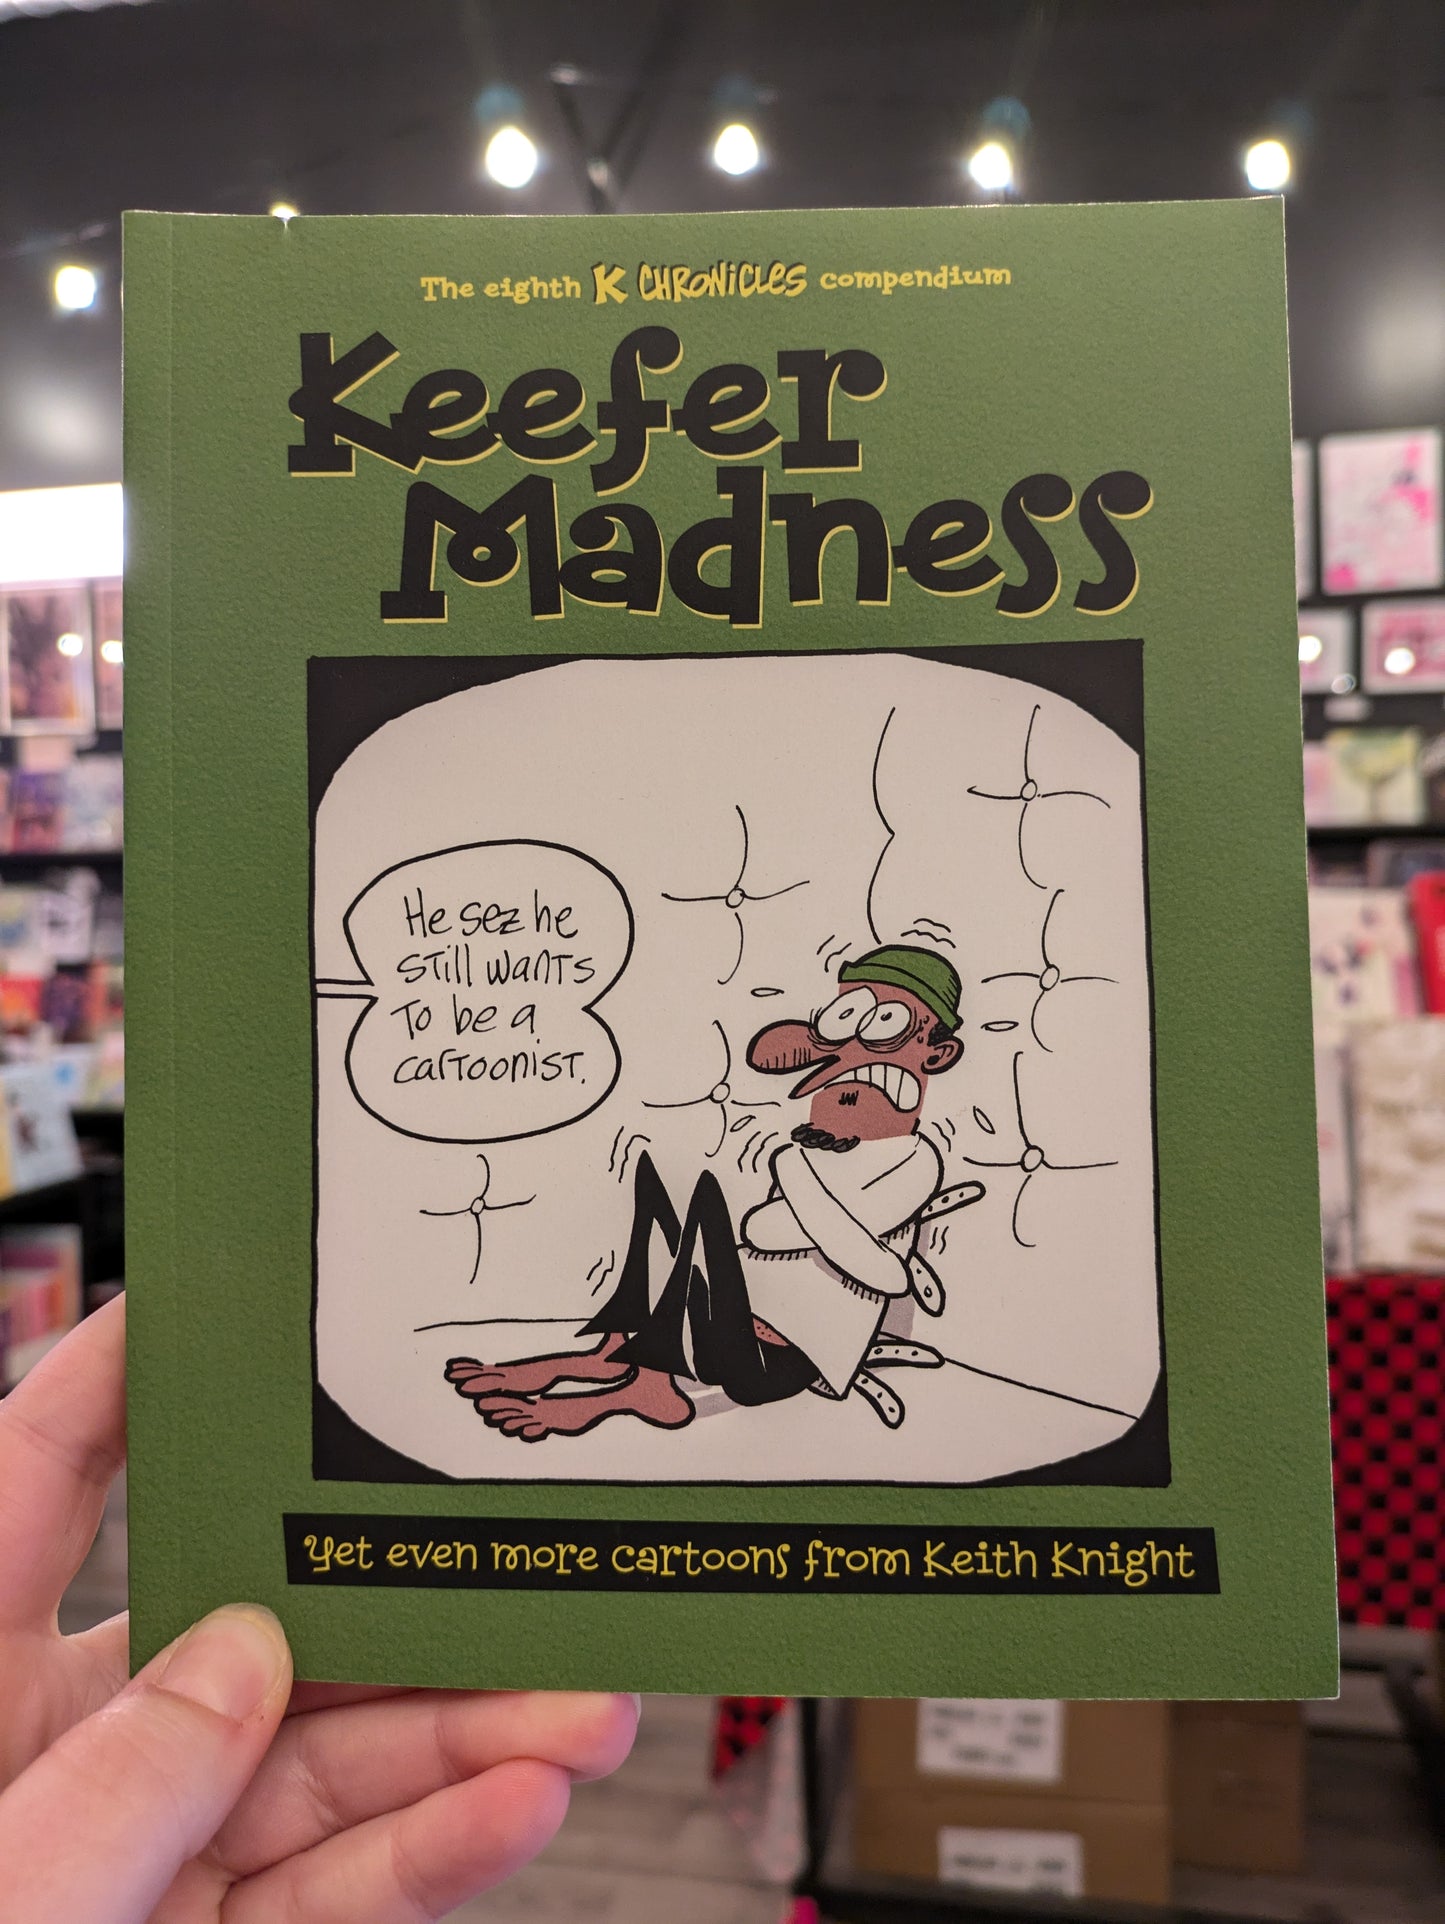 The eighth K CHRONICLES compendium
Keefer
Madness
He sez he
still wants
to be a
cartoonist.
Yet even more cartoons from Keith Knight